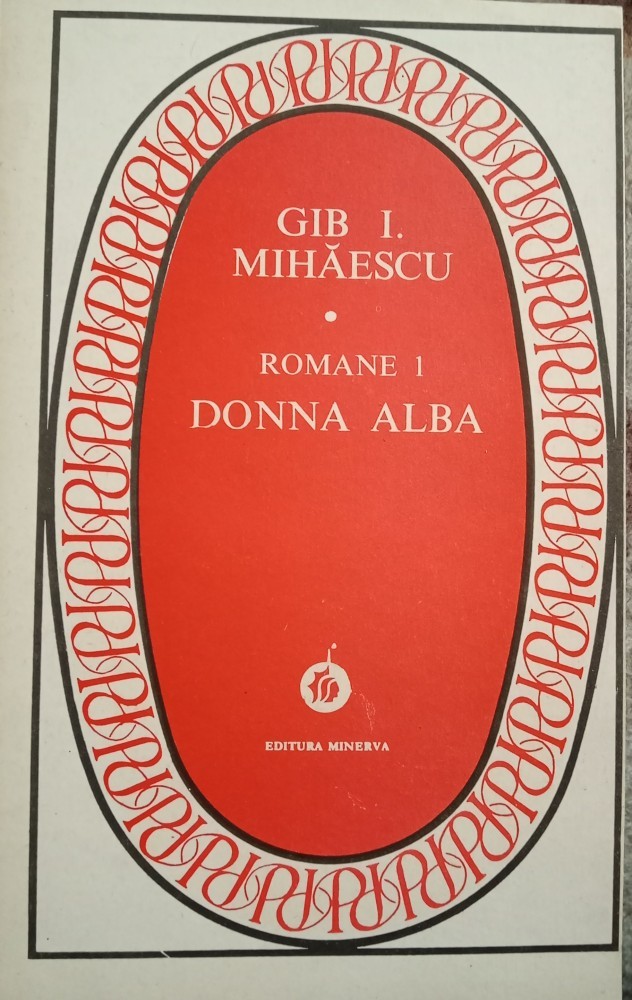 GIB I.
MIHĂESCU
ROMANE 1
DONNA ALBA
EDITURA MINERVA